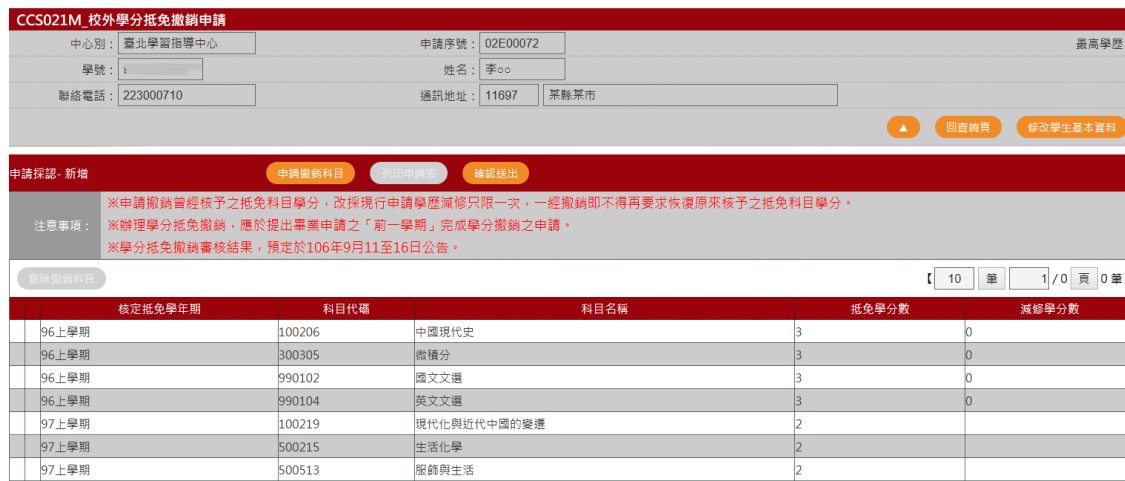 CCS021M_校外學分抵免撤銷申請
中心別： 臺北學習指導中心 申請序號： 02E00072 最高學歷
學號： 姓名： 李○○
聯絡電話： 223000710 通訊地址： 11697 某縣某市
▲ 回查詢頁 修改學生基本資料
申請採認- 新增 申請撤銷科目 列印申請表 確認送出
※申請撤銷曾經核予之抵免科目學分，改採現行申請學歷減修只限一次，一經撤銷即不得再要求恢復原來核予之抵免科目學分。
注意事項： ※辦理學分抵免撤銷，應於提出畢業申請之「前一學期」完成學分撤銷之申請。
※學分抵免撤銷審核結果，預定於106年9月11至16日公告。
刪除撤銷科目 【 10 筆 1 / 0 頁 0 筆
核定抵免學年期 科目代碼 科目名稱 抵免學分數 減修學分數
96上學期 100206 中國現代史 3 0
96上學期 300305 微積分 3 0
96上學期 990102 國文文選 3 0
96上學期 990104 英文文選 3 0
97上學期 100219 現代化與近代中國的變遷 2
97上學期 500215 生活化學 2
97上學期 500513 服飾與生活 2